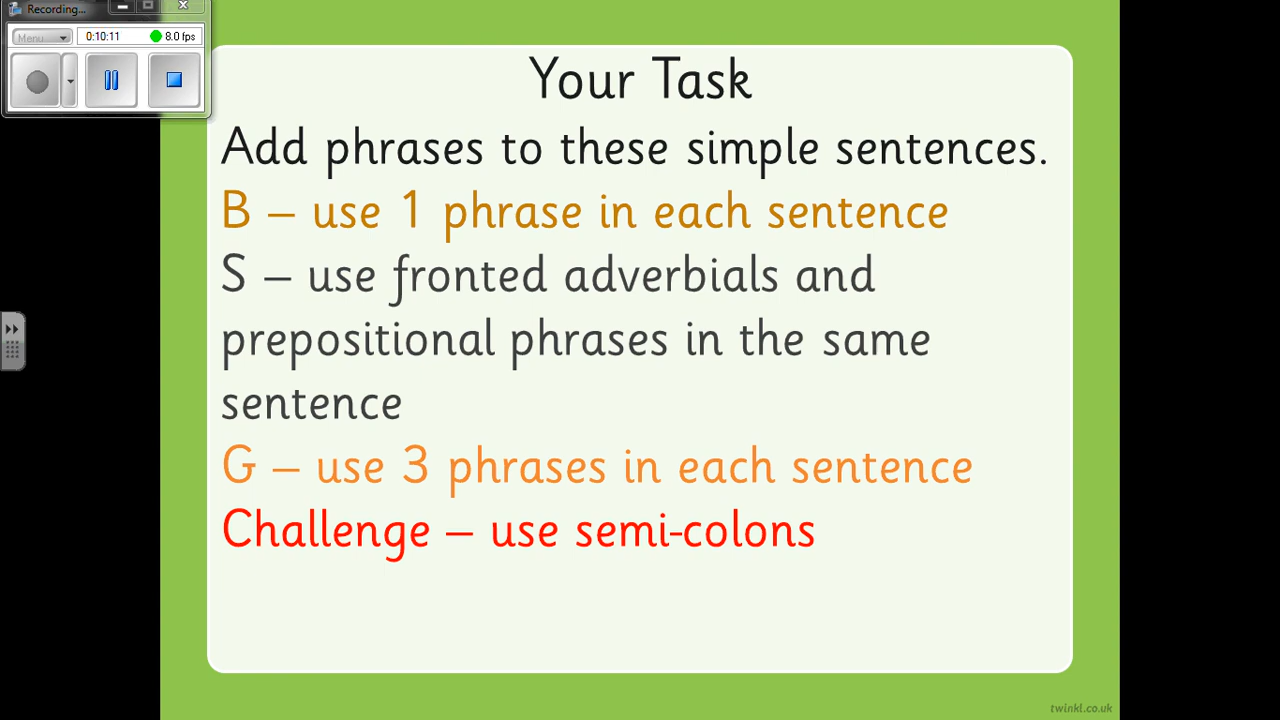 Recording...
Menu
0:10:11
8.0 fps
Your Task
Add phrases to these simple sentences.
B – use 1 phrase in each sentence
S – use fronted adverbials and
prepositional phrases in the same
sentence
G – use 3 phrases in each sentence
Challenge – use semi-colons
twinkl.co.uk